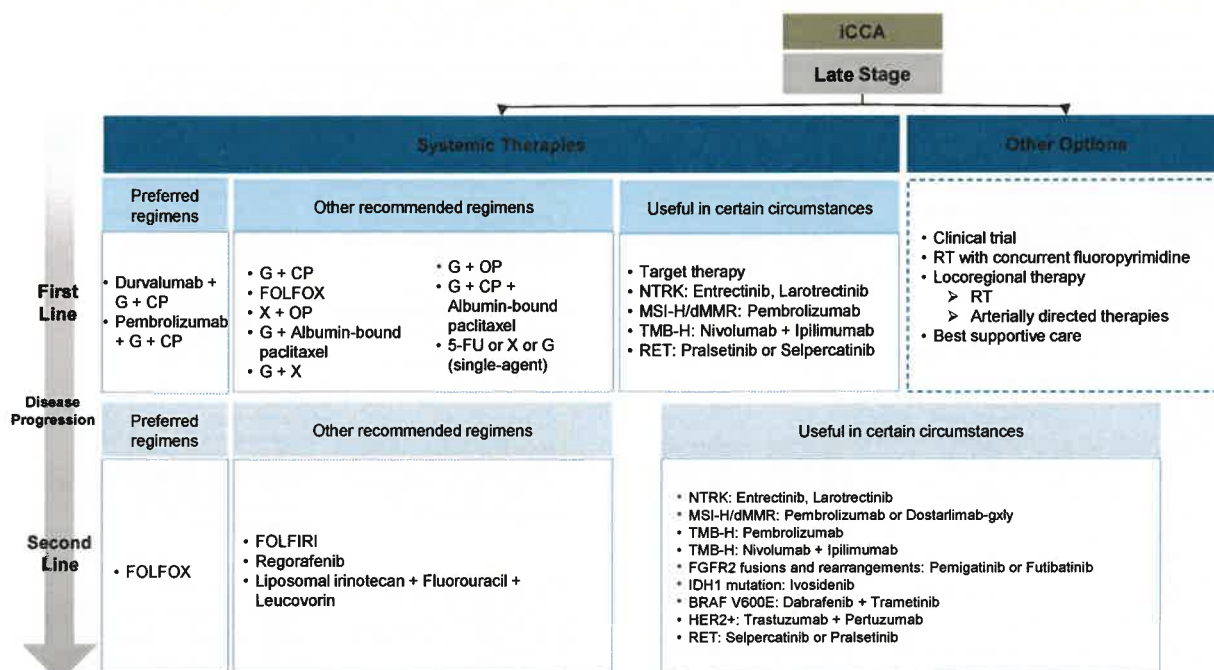 iCCA
Late Stage
Systemic Therapies
Other Options
First
Line
Disease
Progression
Second
Line
Preferred
regimens
Other recommended regimens
Useful in certain circumstances
• Durvalumab +
G + CP
• Pembrolizumab
+ G + CP
• G + CP
• FOLFOX
• X + OP
• G + Albumin-bound
paclitaxel
• G + X
• G + OP
• G + CP +
Albumin-bound
paclitaxel
• 5-FU or X or G
(single-agent)
• Target therapy
• NTRK: Entrectinib, Larotrectinib
• MSI-H/dMMR: Pembrolizumab
• TMB-H: Nivolumab + Ipilimumab
• RET: Pralsetinib or Selpercatinib
• Clinical trial
• RT with concurrent fluoropyrimidine
• Locoregional therapy
➢ RT
➢ Arterially directed therapies
• Best supportive care
Preferred
regimens
Other recommended regimens
Useful in certain circumstances
• FOLFOX
• FOLFIRI
• Regorafenib
• Liposomal irinotecan + Fluorouracil +
Leucovorin
• NTRK: Entrectinib, Larotrectinib
• MSI-H/dMMR: Pembrolizumab or Dostarlimab-gxly
• TMB-H: Pembrolizumab
• TMB-H: Nivolumab + Ipilimumab
• FGFR2 fusions and rearrangements: Pemigatinib or Futibatinib
• IDH1 mutation: Ivosidenib
• BRAF V600E: Dabrafenib + Trametinib
• HER2+: Trastuzumab + Pertuzumab
• RET: Selpercatinib or Pralsetinib